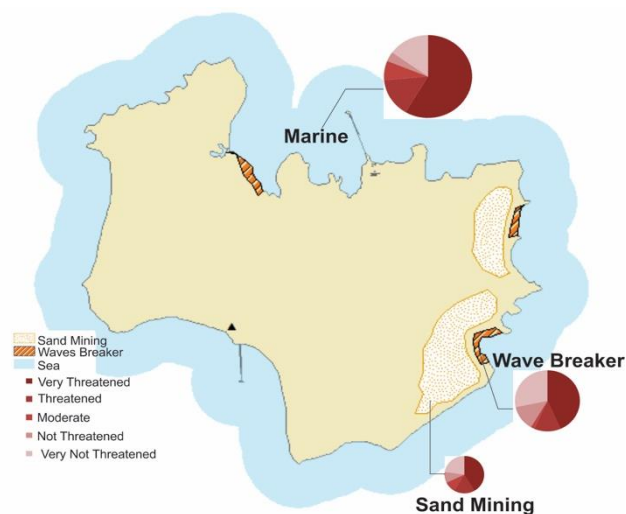 Marine
Sand Mining
Waves Breaker
Sea
Very Threatened
Threatened
Moderate
Not Threatened
Very Not Threatened
Wave Breaker
Sand Mining